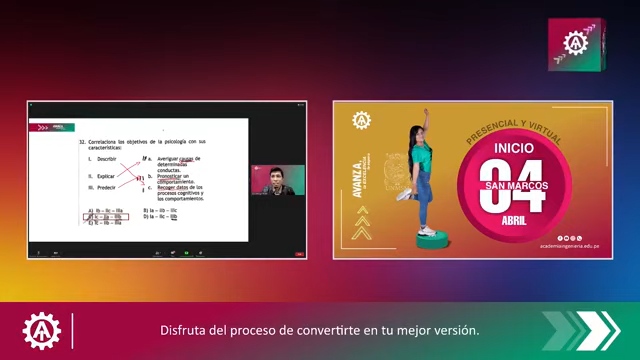 32. Correlaciona los objetivos de la psicología con sus
características:
I. Describir
II. Explicar
III. Predecir
a. Averiguar causa de
determinadas
conductas.
b. Pronosticar un
comportamiento.
c. Recoger datos de los
procesos cognitivos y
los comportamientos.
A) Ib – IIc – IIIa
B) Ia – IIb – IIIc
Ic – IIa – IIIb
D) Ia – IIc – IIIb
E) Ic – IIb – IIIa
AVANZA,
PRESENCIAL Y VIRTUAL
INICIO
04
SAN MARCOS
ABRIL
academiaingenieria.edu.pe
Disfruta del proceso de convertirte en tu mejor versión.